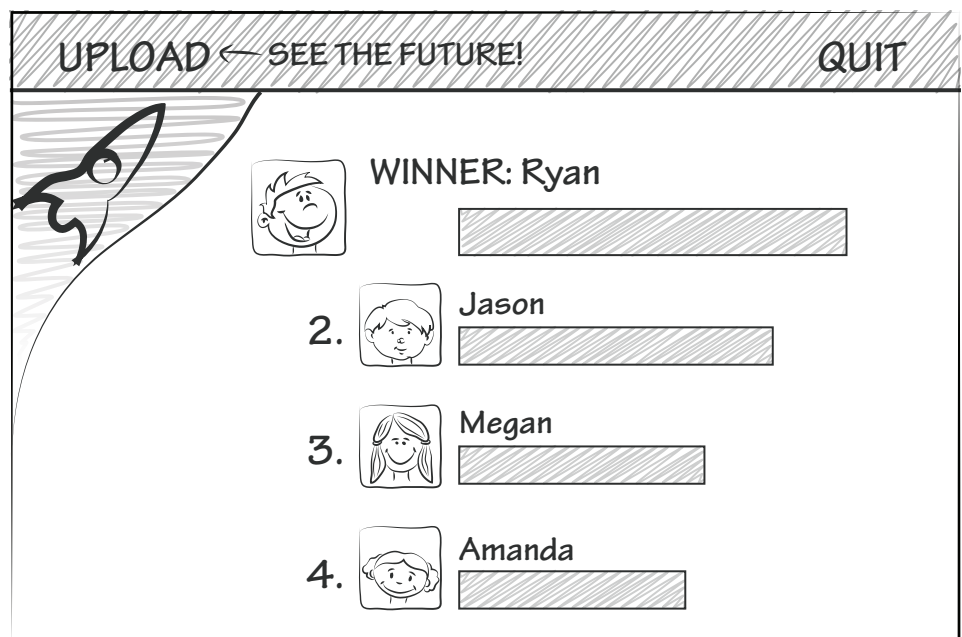 UPLOAD ← SEE THE FUTURE! QUIT
WINNER: Ryan
Jason
2.
Megan
3.
Amanda
4.